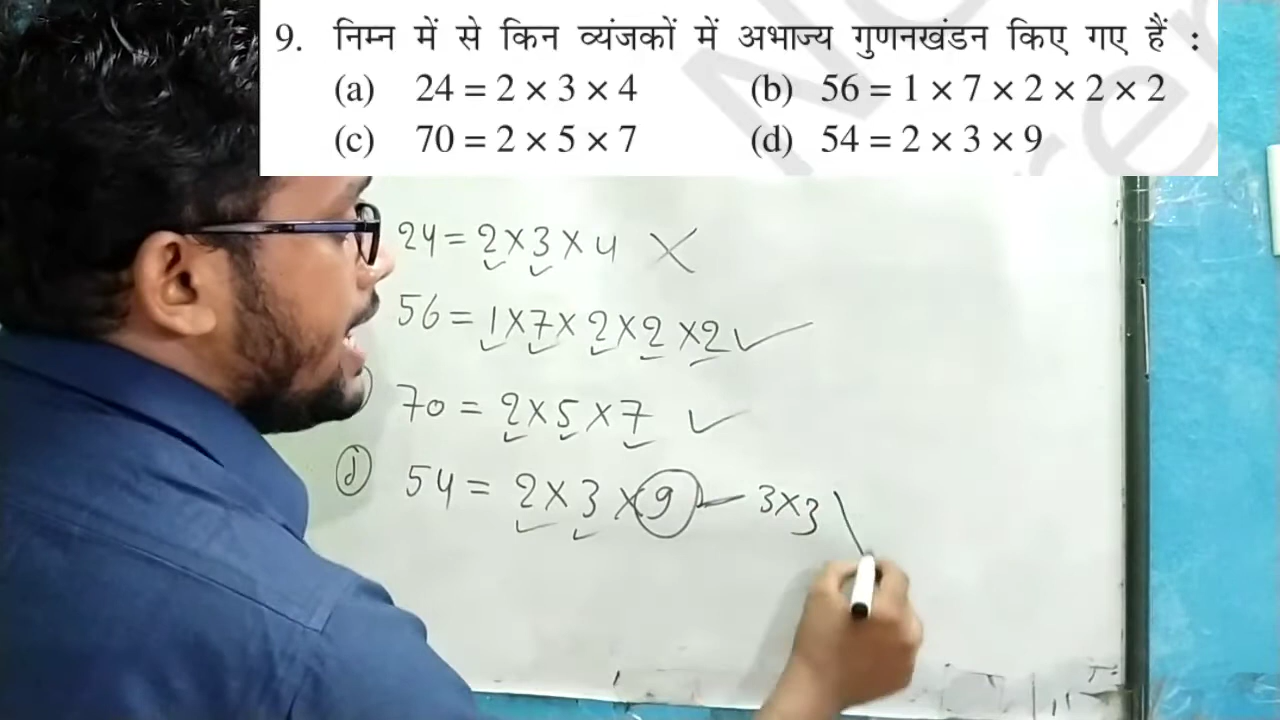 9. निम्न में से किन व्यंजकों में अभाज्य गुणनखंडन किए गए हैं :
(a) 24 = 2 × 3 × 4 (b) 56 = 1 × 7 × 2 × 2 × 2
(c) 70 = 2 × 5 × 7 (d) 54 = 2 × 3 × 9
24 = 2 × 3 × 4 ✗
56 = 1 × 7 × 2 × 2 × 2 ✓
70 = 2 × 5 × 7 ✓
(d) 54 = 2 × 3 × 9 — 3 × 3 \